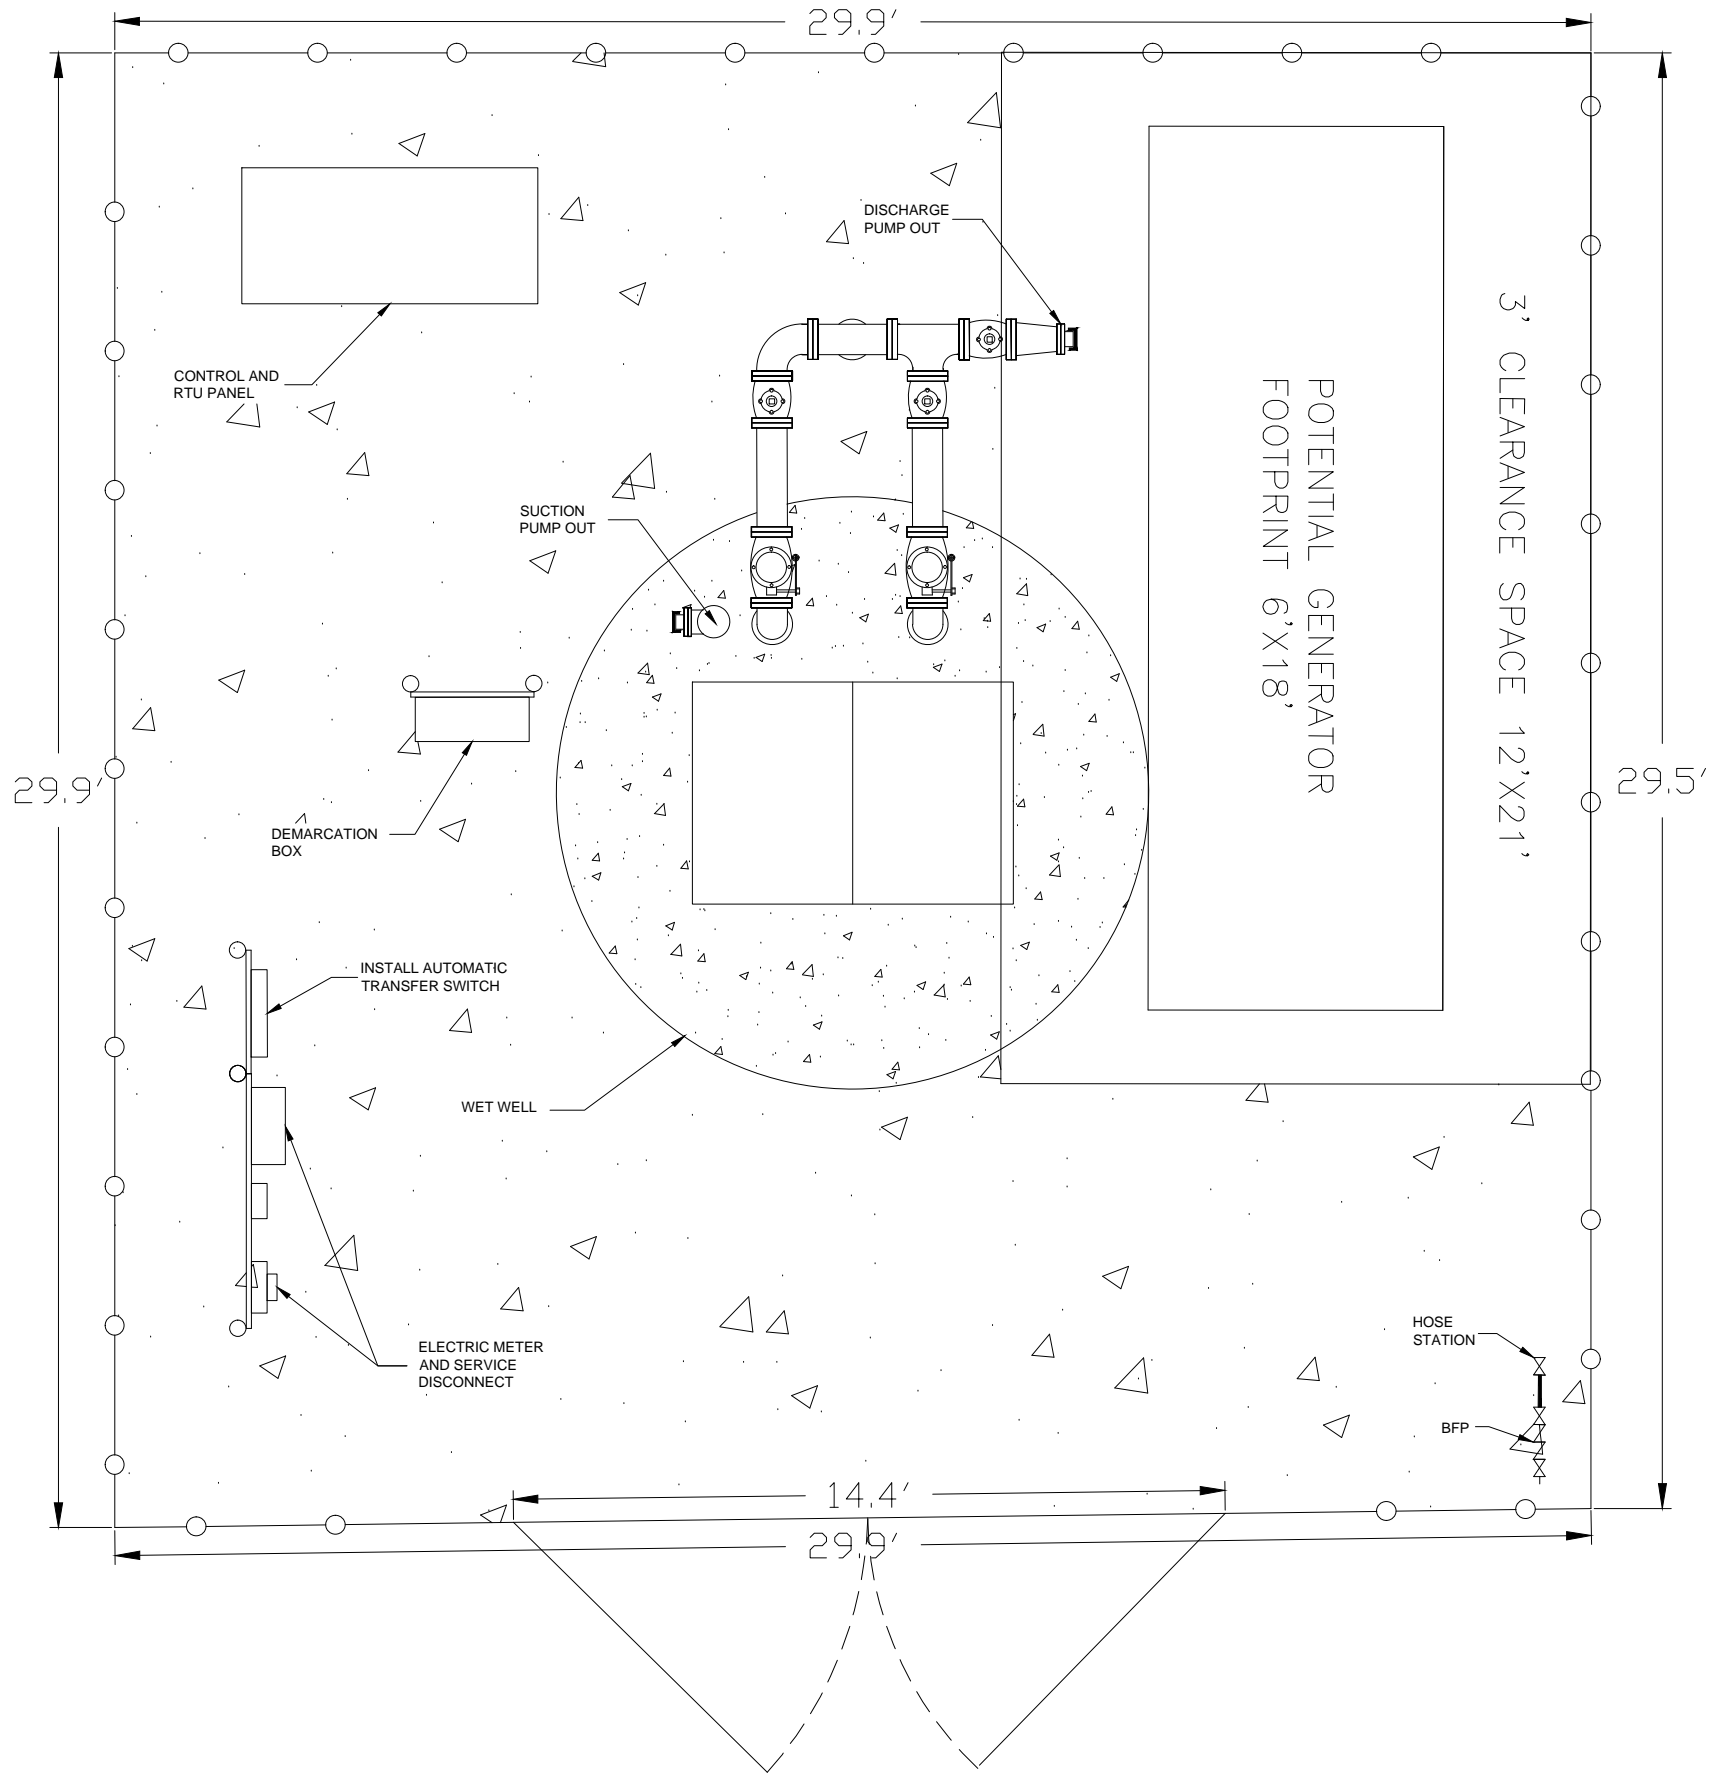 29.9'
DISCHARGE
PUMP OUT
CONTROL AND
RTU PANEL
3' CLEARANCE SPACE 12'X21'
POTENTIAL GENERATOR
FOOTPRINT 6'X18'
SUCTION
PUMP OUT
29.9'
29.5'
DEMARCATION
BOX
INSTALL AUTOMATIC
TRANSFER SWITCH
WET WELL
ELECTRIC METER
AND SERVICE
DISCONNECT
HOSE
STATION
BFP
14.4'
29.9'